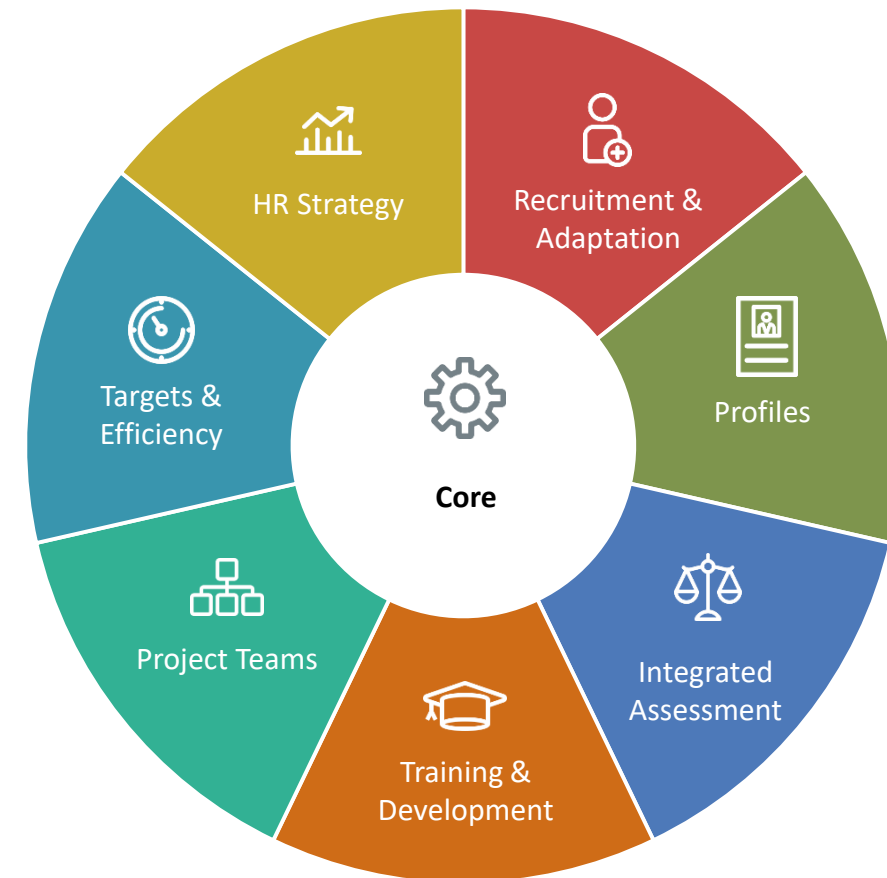 HR Strategy
Recruitment &
Adaptation
Targets &
Efficiency
Profiles
Core
Project Teams
Integrated
Assessment
Training &
Development